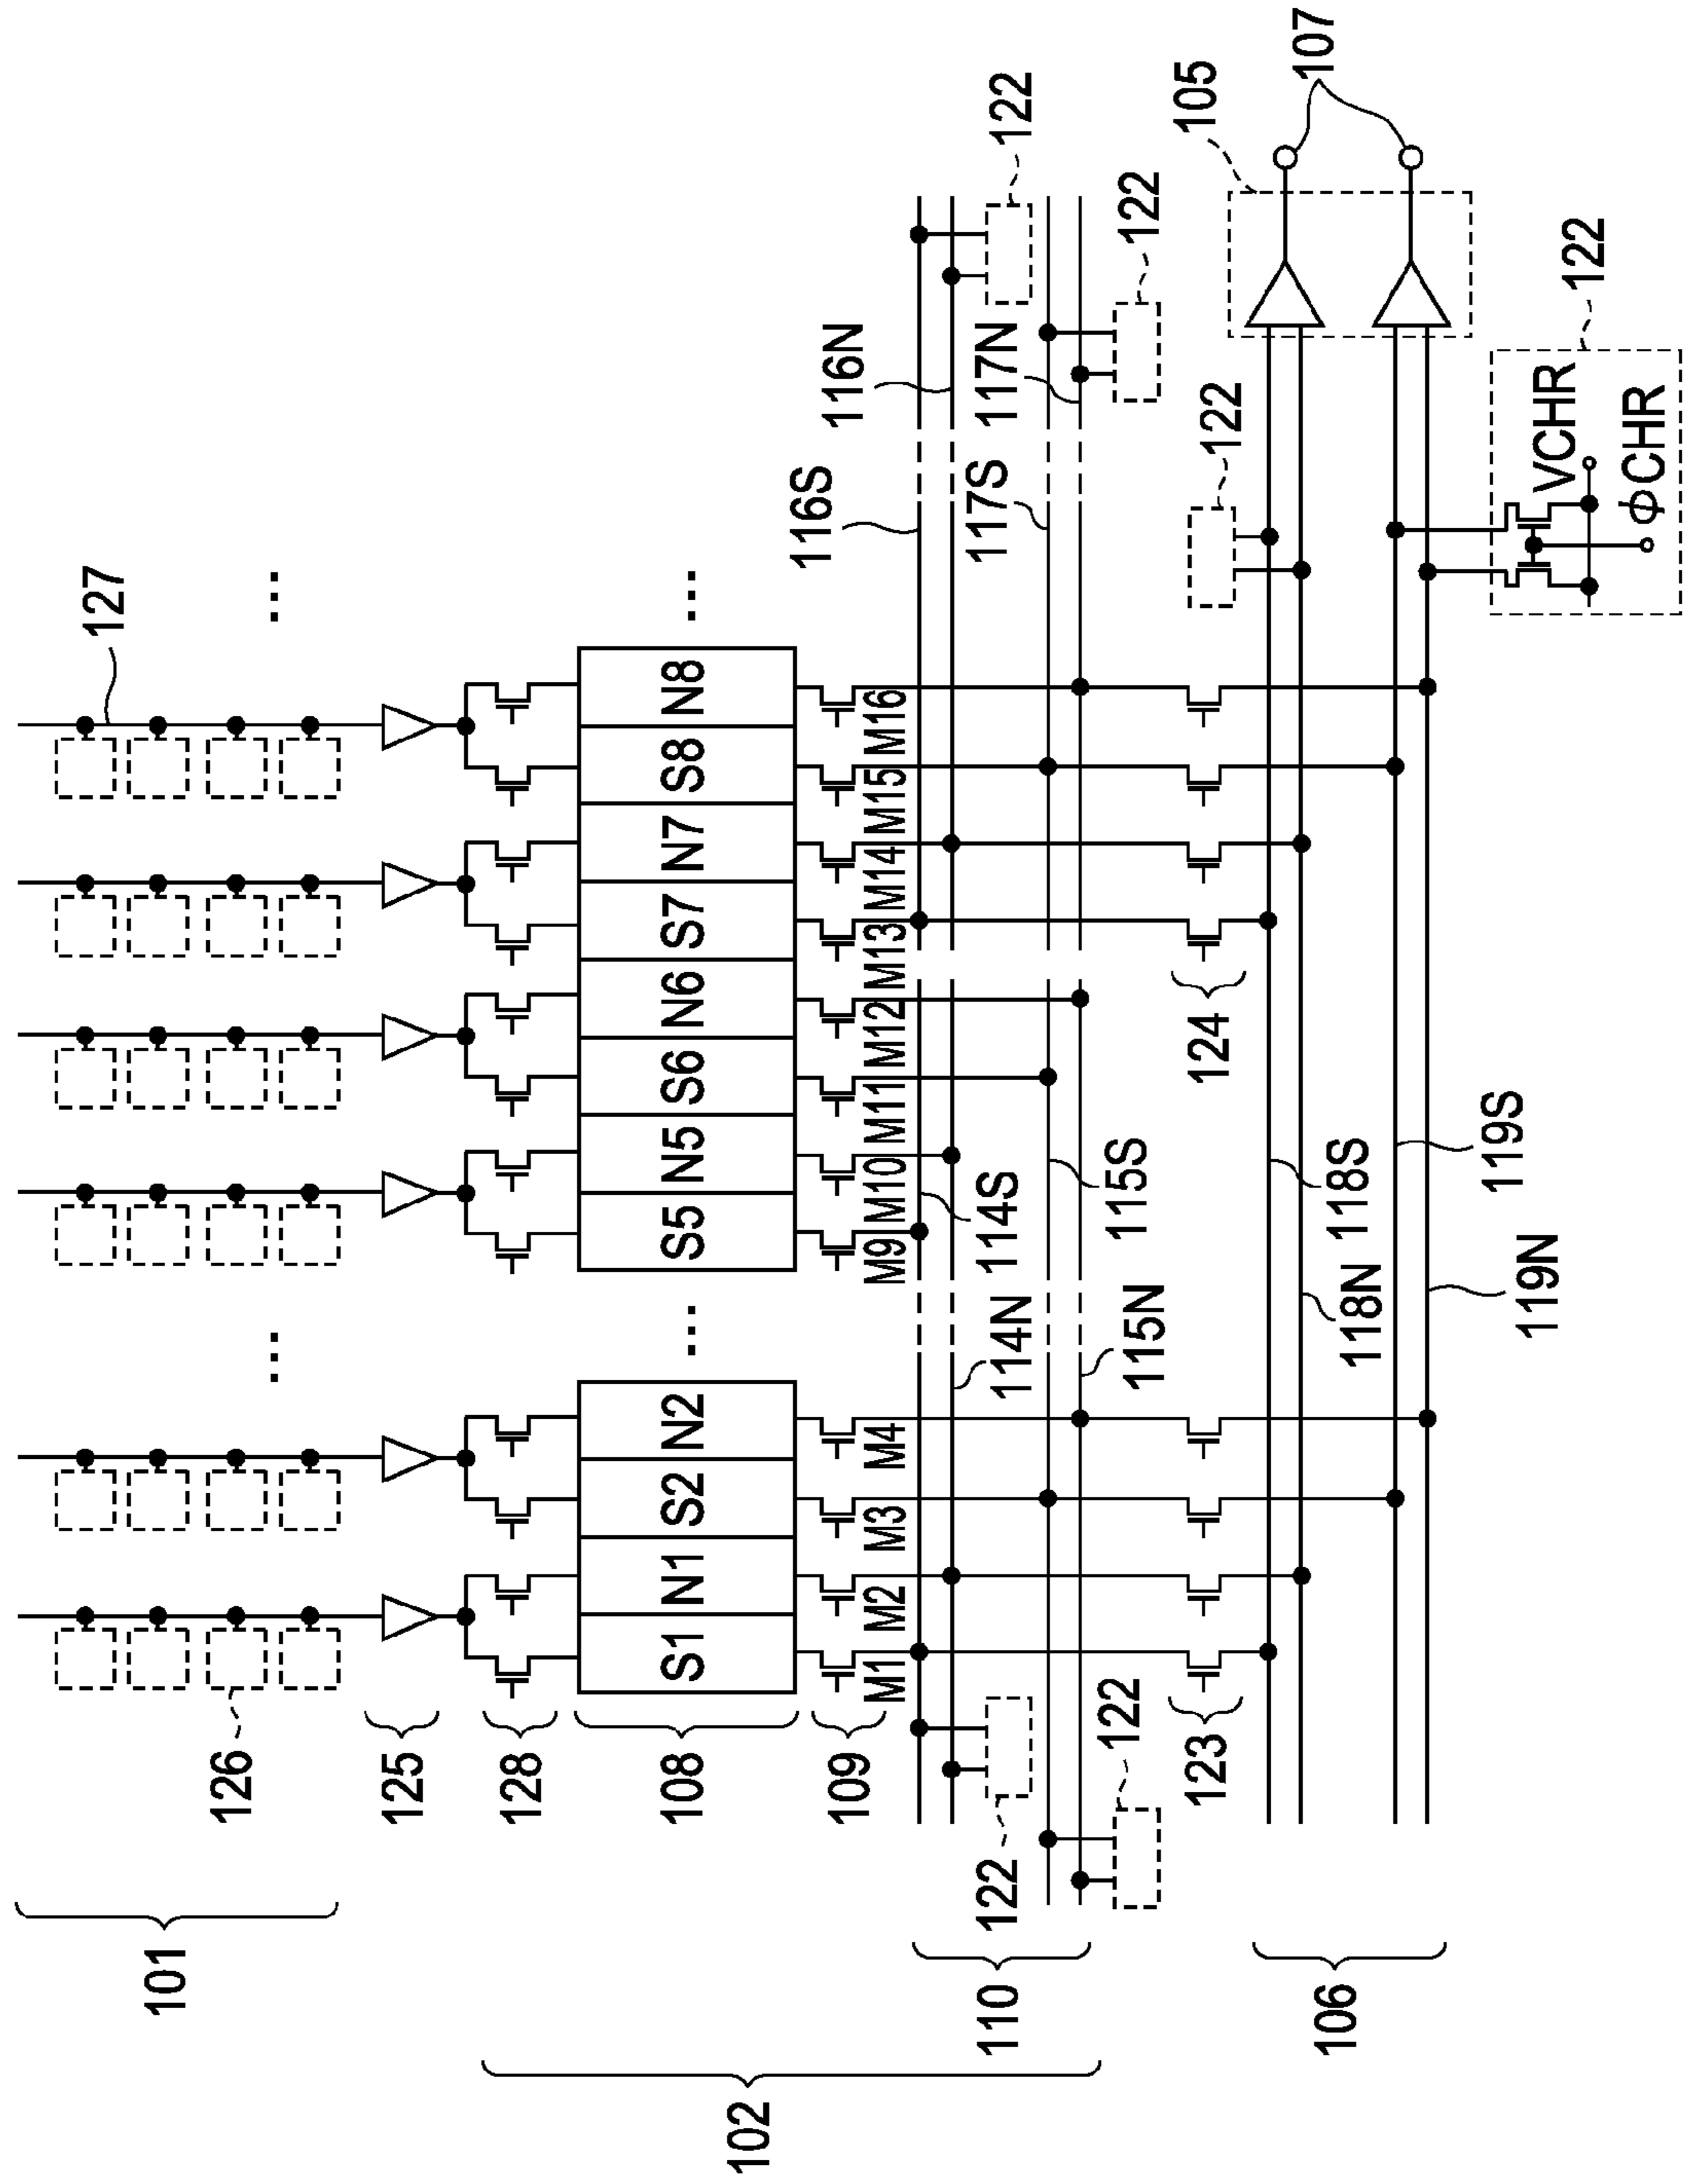 127
101
126
...
...
125
128
108
S1 N1 S2 N2 ... S5 N5 S6 N6 S7 N7 S8 N8 ...
102
116S
116N
109
M1 M2 M3 M4 M9 M10 M11 M12 M13 M14 M15 M16
117S
117N
110
122
114N
114S
122
122
115N
115S
122
123
124
122
105
107
106
118N
118S
119S
119N
VCHR
122
ΦCHR